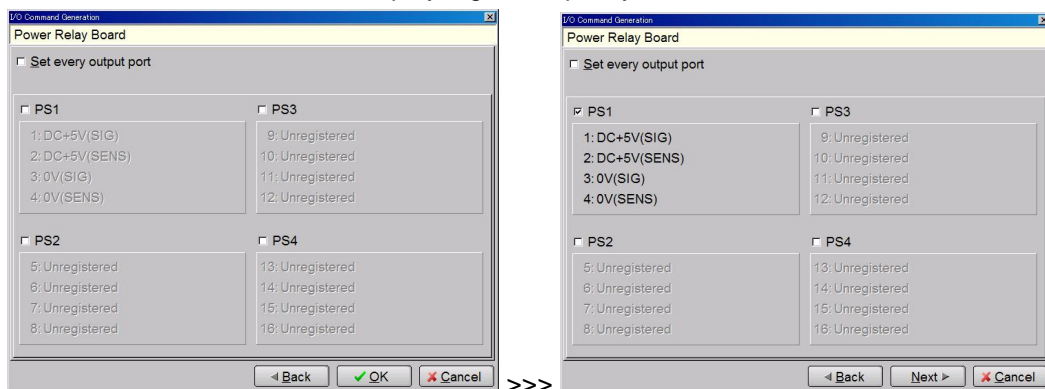 I/O Command Generation
Power Relay Board
Set every output port
PS1
1: DC+5V(SIG)
2: DC+5V(SENS)
3: 0V(SIG)
4: 0V(SENS)
PS3
9: Unregistered
10: Unregistered
11: Unregistered
12: Unregistered
PS2
5: Unregistered
6: Unregistered
7: Unregistered
8: Unregistered
PS4
13: Unregistered
14: Unregistered
15: Unregistered
16: Unregistered
Back OK Cancel
>>>
I/O Command Generation
Power Relay Board
Set every output port
PS1
1: DC+5V(SIG)
2: DC+5V(SENS)
3: 0V(SIG)
4: 0V(SENS)
PS3
9: Unregistered
10: Unregistered
11: Unregistered
12: Unregistered
PS2
5: Unregistered
6: Unregistered
7: Unregistered
8: Unregistered
PS4
13: Unregistered
14: Unregistered
15: Unregistered
16: Unregistered
Back Next Cancel